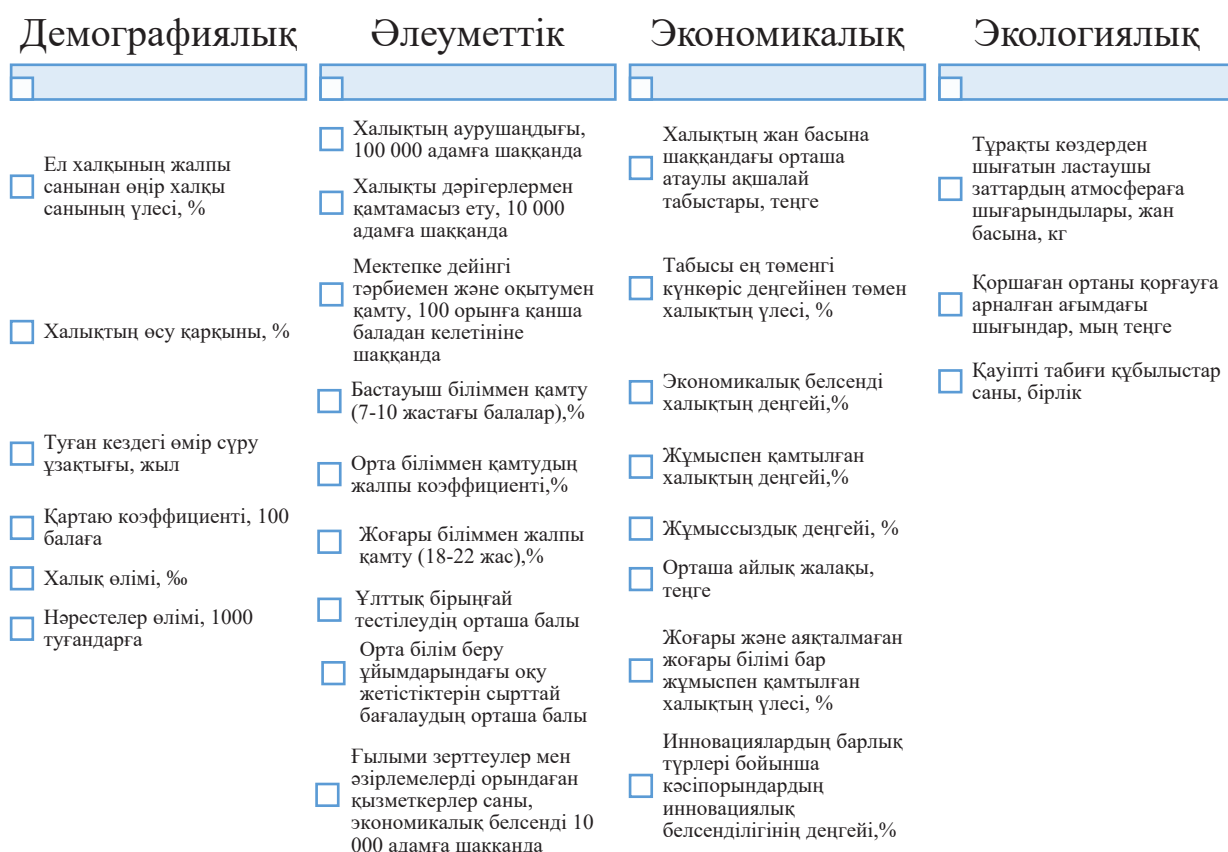 Демографиялық
Ел халқының жалпы
санынан өңір халқы
санының үлесі, %
Халықтың өсу қарқыны, %
Туған кездегі өмір сүру
ұзақтығы, жыл
Қартаю коэффициенті, 100
балаға
Халық өлімі, ‰
Нәрестелер өлімі, 1000
туғандарға
Әлеуметтік
Халықтың аурушаңдығы,
100 000 адамға шаққанда
Халықты дәрігерлермен
қамтамасыз ету, 10 000
адамға шаққанда
Мектепке дейінгі
тәрбиемен және оқытумен
қамту, 100 орынға қанша
баладан келетініне
шаққанда
Бастауыш біліммен қамту
(7-10 жастағы балалар),%
Орта біліммен қамтудың
жалпы коэффициенті,%
Жоғары біліммен жалпы
қамту (18-22 жас),%
Ұлттық бірыңғай
тестілеудің орташа балы
Орта білім беру
ұйымдарындағы оқу
жетістіктерін сырттай
бағалаудың орташа балы
Ғылыми зерттеулер мен
әзірлемелерді орындаған
қызметкерлер саны,
экономикалық белсенді 10
000 адамға шаққанда
Экономикалық
Халықтың жан басына
шаққандағы орташа
атаулы ақшалай
табыстары, теңге
Табысы ең төменгі
күнкөріс деңгейінен төмен
халықтың үлесі, %
Экономикалық белсенді
халықтың деңгейі,%
Жұмыспен қамтылған
халықтың деңгейі,%
Жұмыссыздық деңгейі, %
Орташа айлық жалақы,
теңге
Жоғары және аяқталмаған
жоғары білімі бар
жұмыспен қамтылған
халықтың үлесі, %
Инновациялардың барлық
түрлері бойынша
кәсіпорындардың
инновациялық
белсенділігінің деңгейі,%
Экологиялық
Тұрақты көздерден
шығатын ластаушы
заттардың атмосфераға
шығарындылары, жан
басына, кг
Қоршаған ортаны қорғауға
арналған ағымдағы
шығындар, мың теңге
Қауіпті табиғи құбылыстар
саны, бірлік